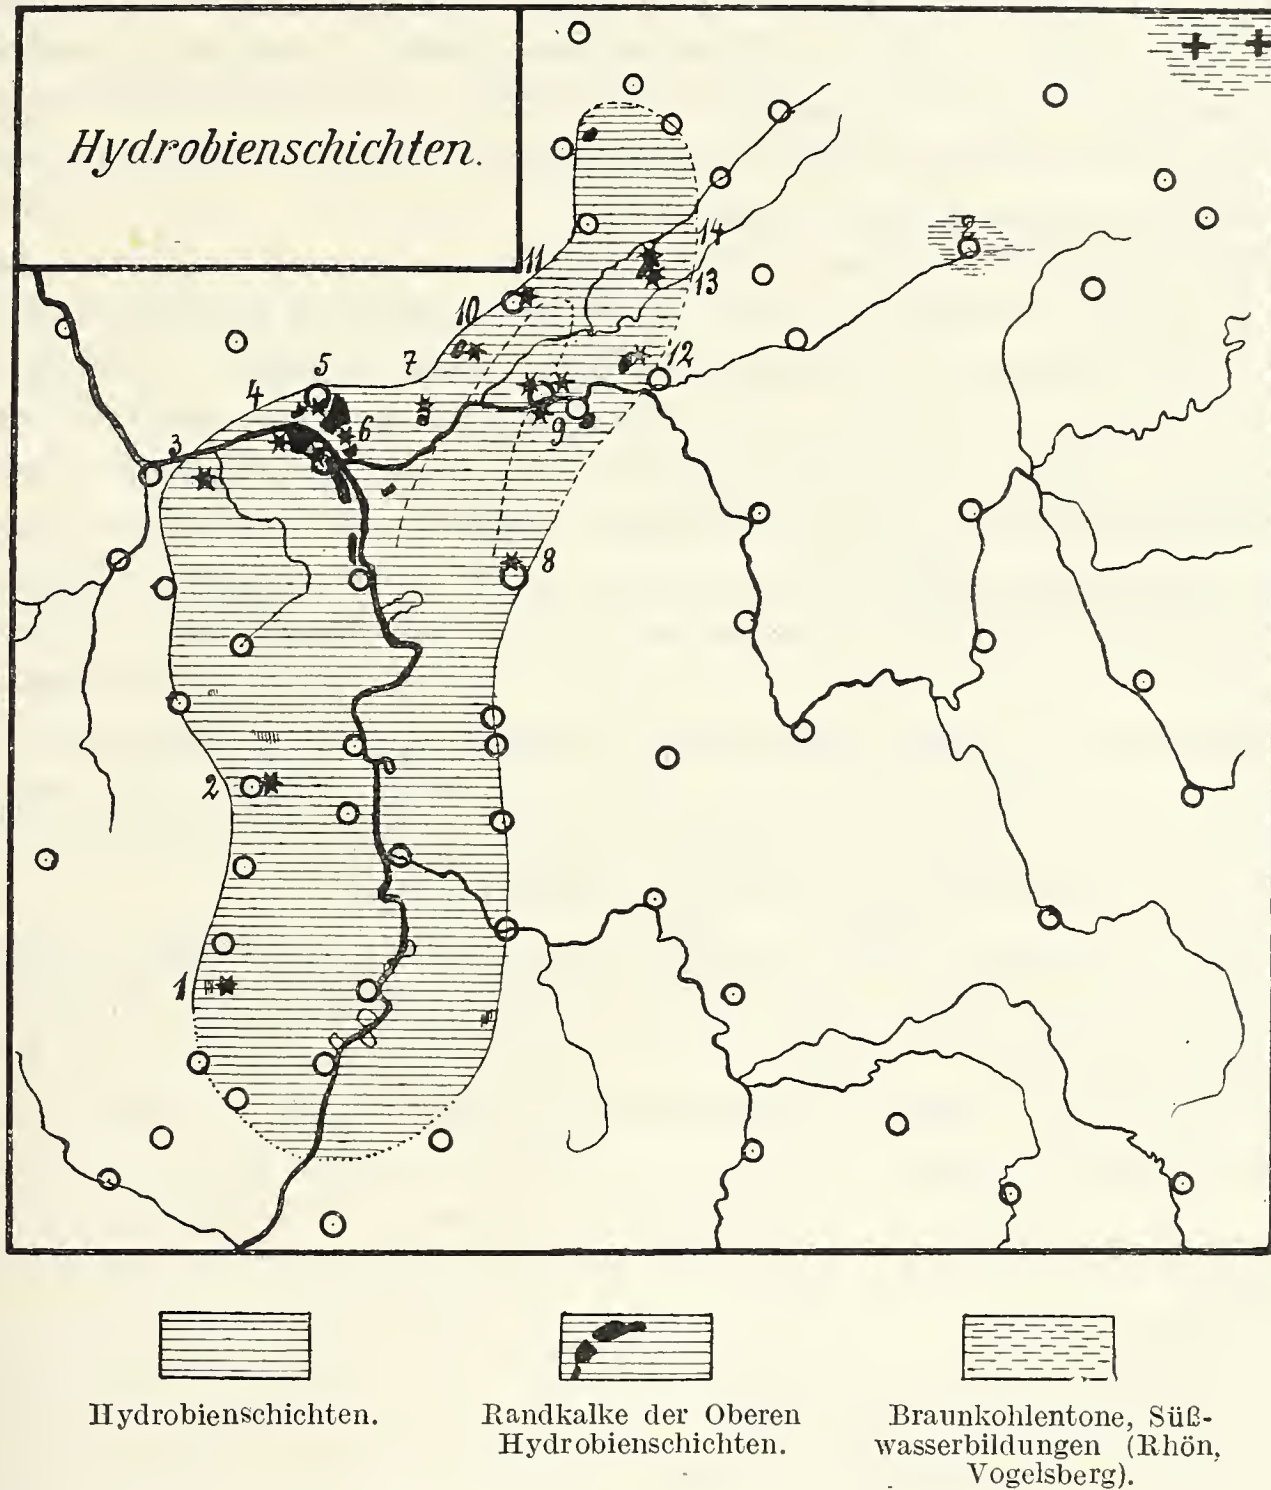 Hydrobienschichten.
14
11
13
10
7
12
5
4
6
3
9
8
2
1
Hydrobienschichten.
Randkalke der Oberen
Hydrobienschichten.
Braunkohlentone, Süß-
wasserbildungen (Rhön,
Vogelsberg).